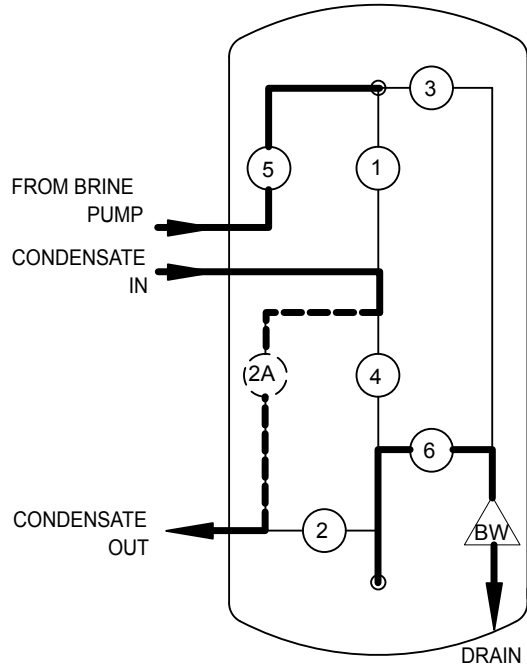 3
5
1
FROM BRINE
PUMP
CONDENSATE
IN
2A
4
6
CONDENSATE
OUT
2
BW
DRAIN